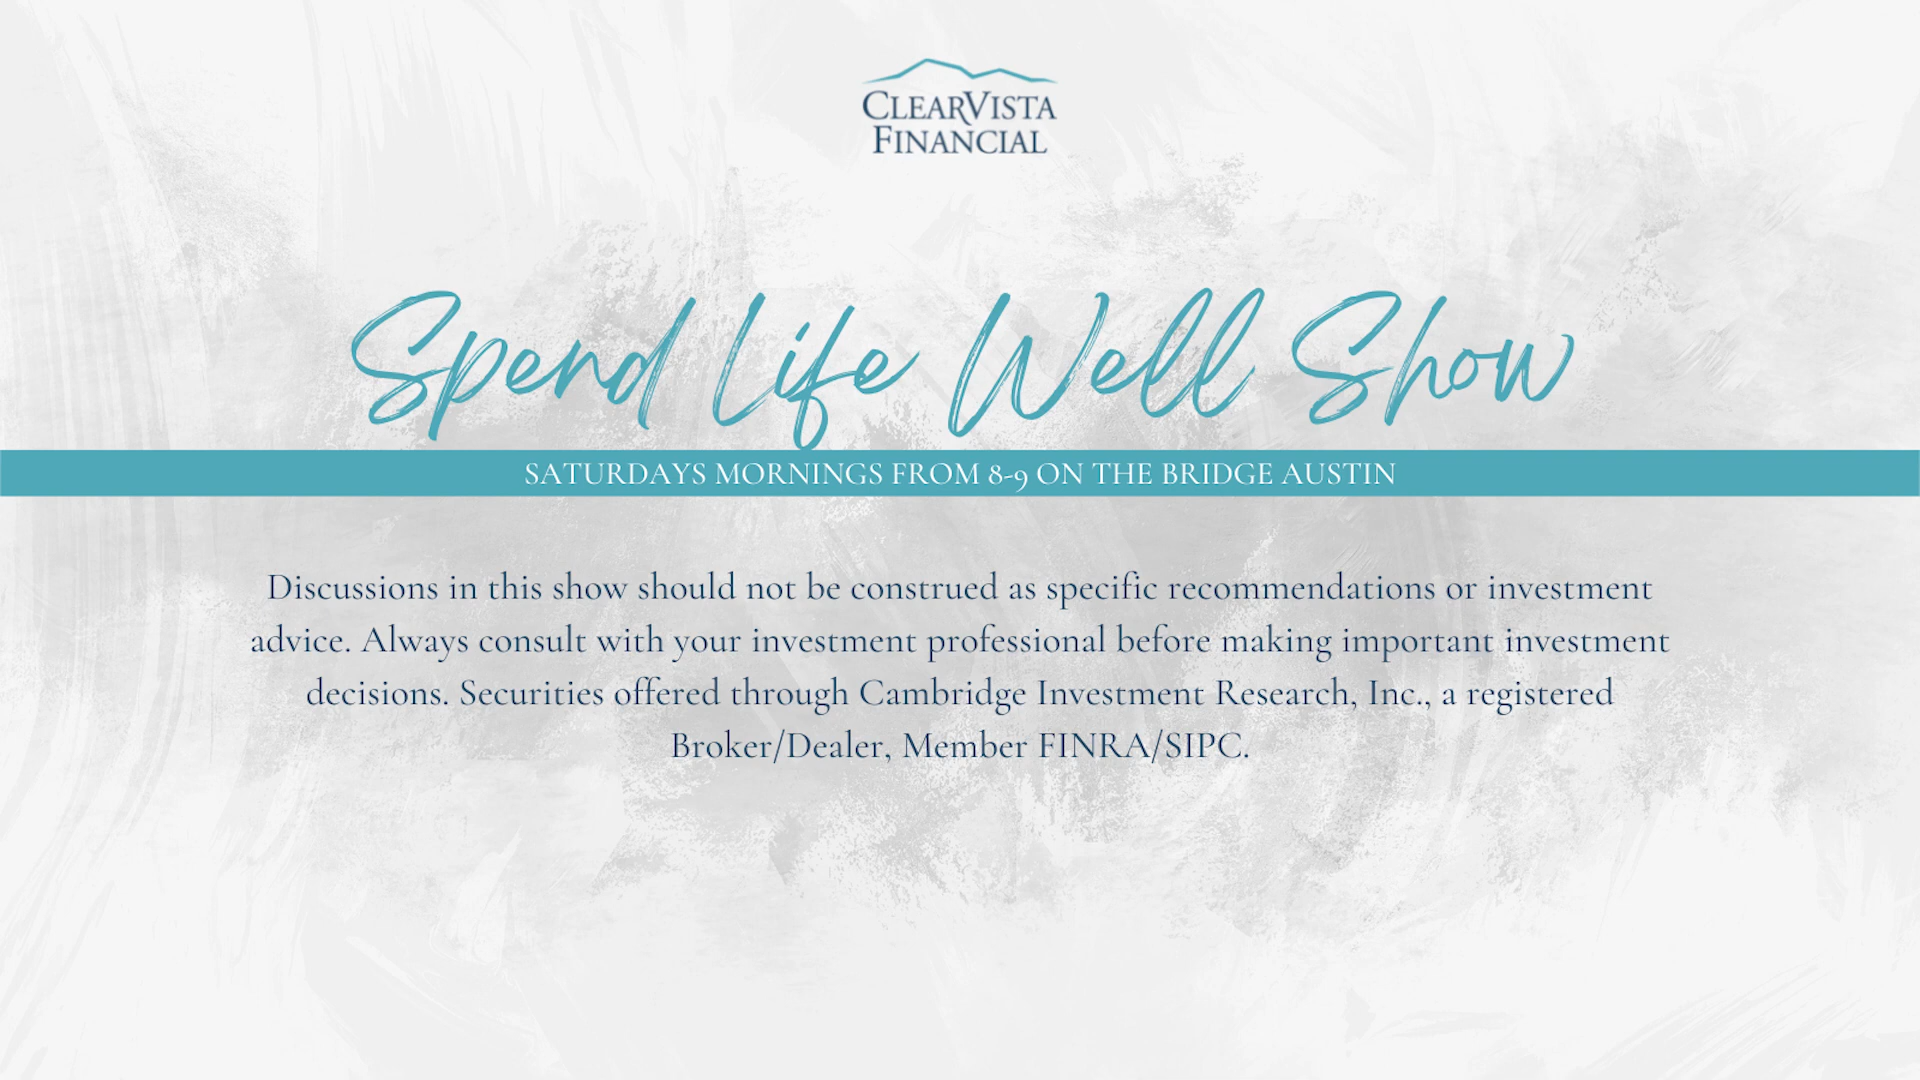 CLEARVISTA
FINANCIAL
Spend Life Well Show
SATURDAYS MORNINGS FROM 8-9 ON THE BRIDGE AUSTIN
Discussions in this show should not be construed as specific recommendations or investment
advice. Always consult with your investment professional before making important investment
decisions. Securities offered through Cambridge Investment Research, Inc., a registered
Broker/Dealer, Member FINRA/SIPC.